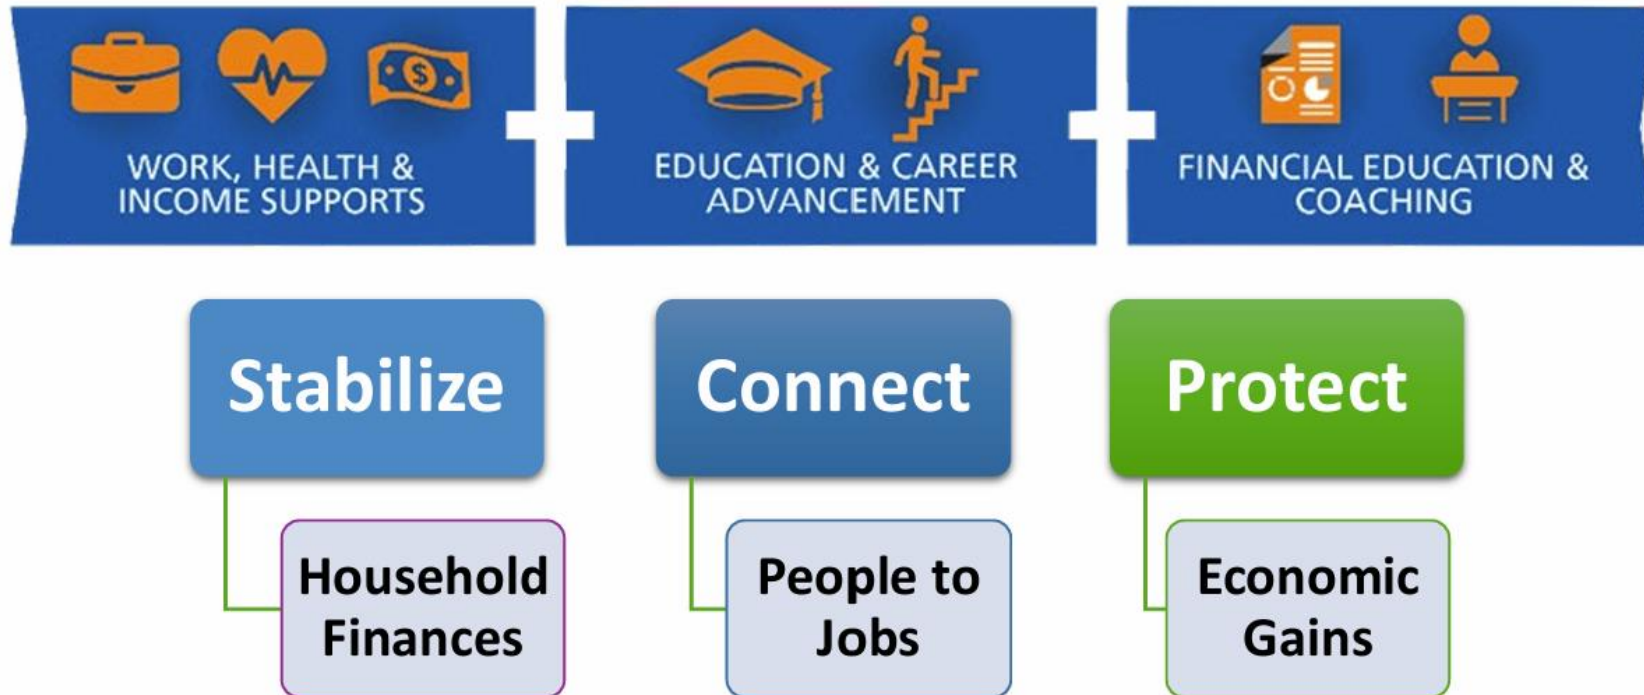 WORK, HEALTH &
INCOME SUPPORTS
EDUCATION & CAREER
ADVANCEMENT
FINANCIAL EDUCATION &
COACHING
Stabilize
Connect
Protect
Household
Finances
People to
Jobs
Economic
Gains